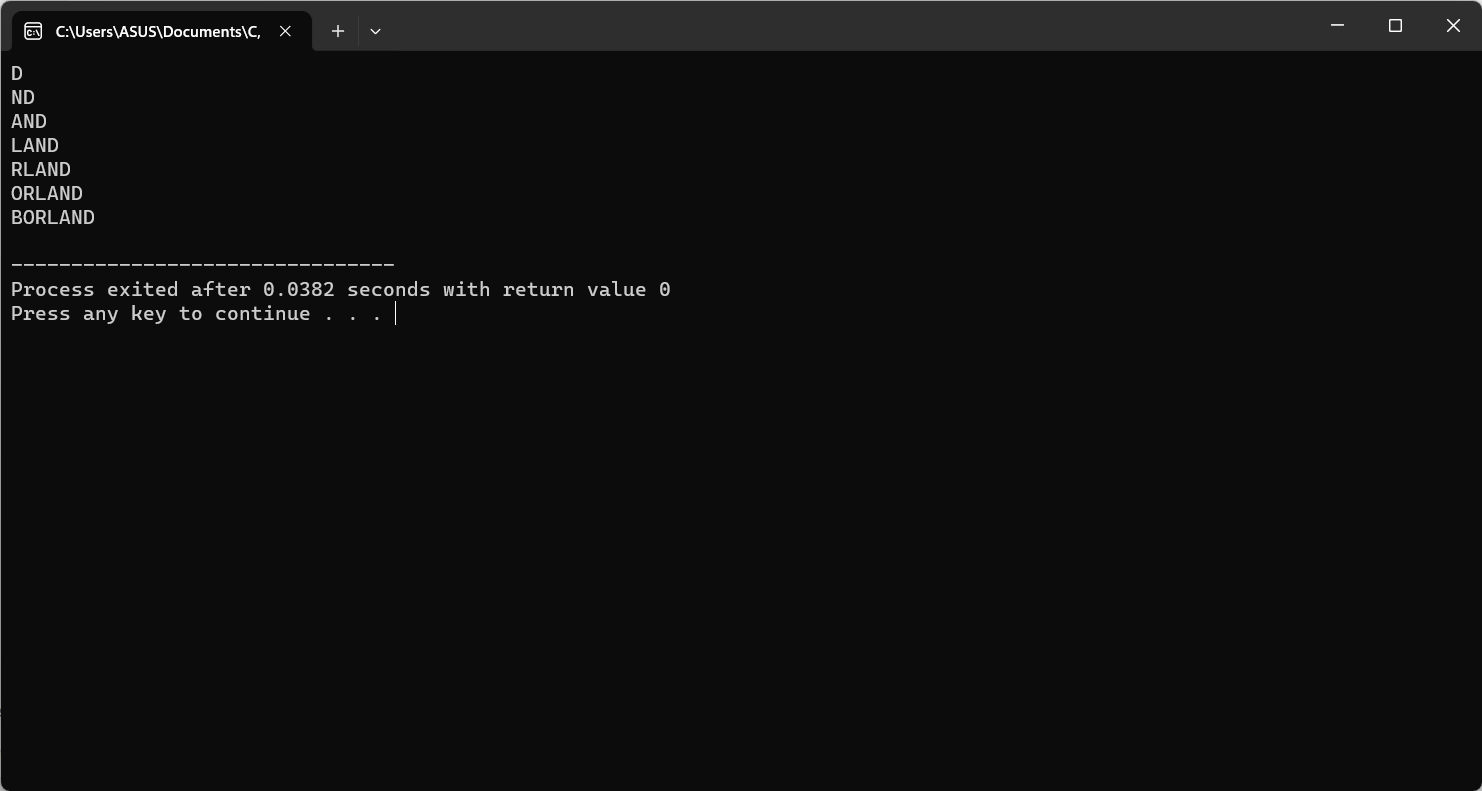 C:\Users\ASUS\Documents\C,
D
ND
AND
LAND
RLAND
ORLAND
BORLAND
--------------------------------
Process exited after 0.0382 seconds with return value 0
Press any key to continue . . .